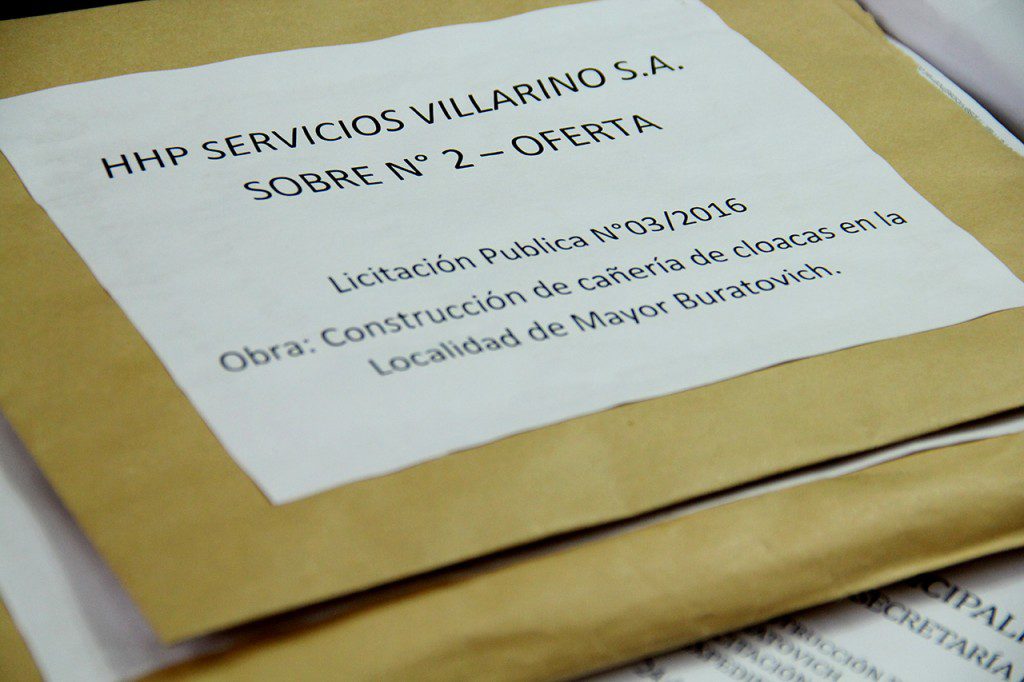 HHP SERVICIOS VILLARINO S.A.
SOBRE N° 2 – OFERTA
Licitación Publica N°03/2016
Obra: Construcción de cañería de cloacas en la
Localidad de Mayor Buratovich.
SECRETARÍA